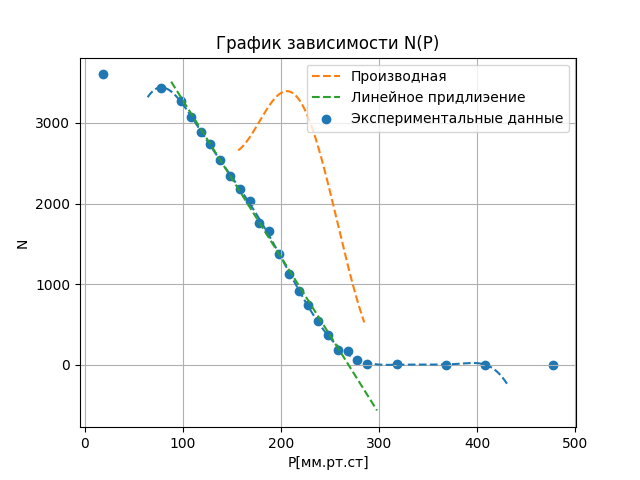 График зависимости N(P)
Производная
Линейное придлиэение
Экспериментальные данные
3000
2000
1000
0
N
0 100 200 300 400 500
P[мм.рт.ст]